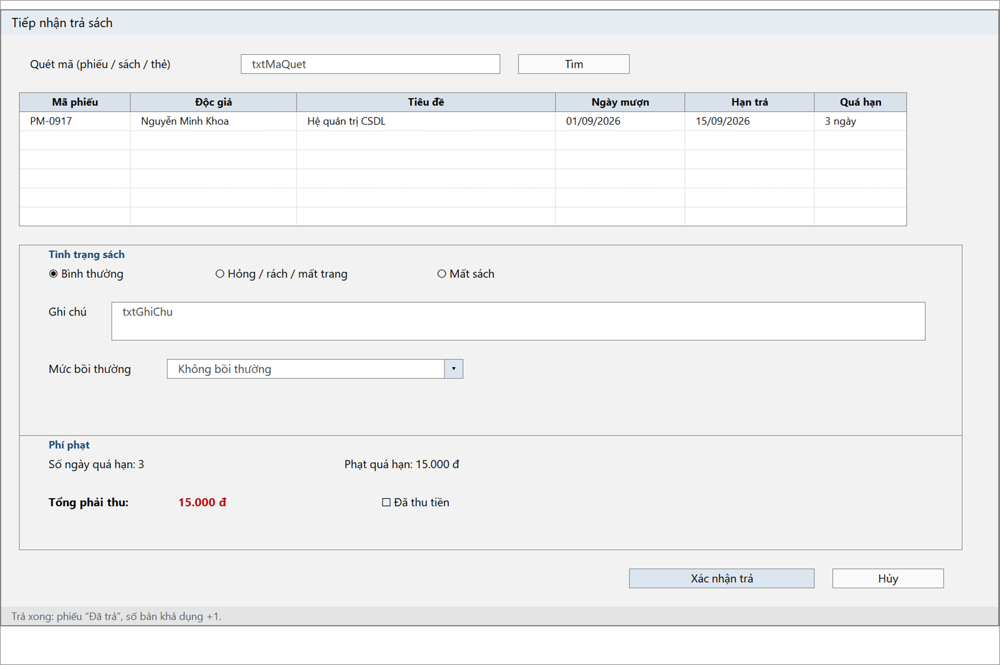 Tiếp nhận trả sách
Quét mã (phiếu / sách / thẻ) txtMaQuet Tìm
Mã phiếu Độc giả Tiêu đề Ngày mượn Hạn trả Quá hạn
PM-0917 Nguyễn Minh Khoa Hệ quản trị CSDL 01/09/2026 15/09/2026 3 ngày
Tình trạng sách
Bình thường Hỏng / rách / mất trang Mất sách
Ghi chú txtGhiChu
Mức bồi thường Không bồi thường
Phí phạt
Số ngày quá hạn: 3 Phạt quá hạn: 15.000 đ
Tổng phải thu: 15.000 đ Đã thu tiền
Xác nhận trả Hủy
Trả xong: phiếu “Đã trả”, số bản khả dụng +1.